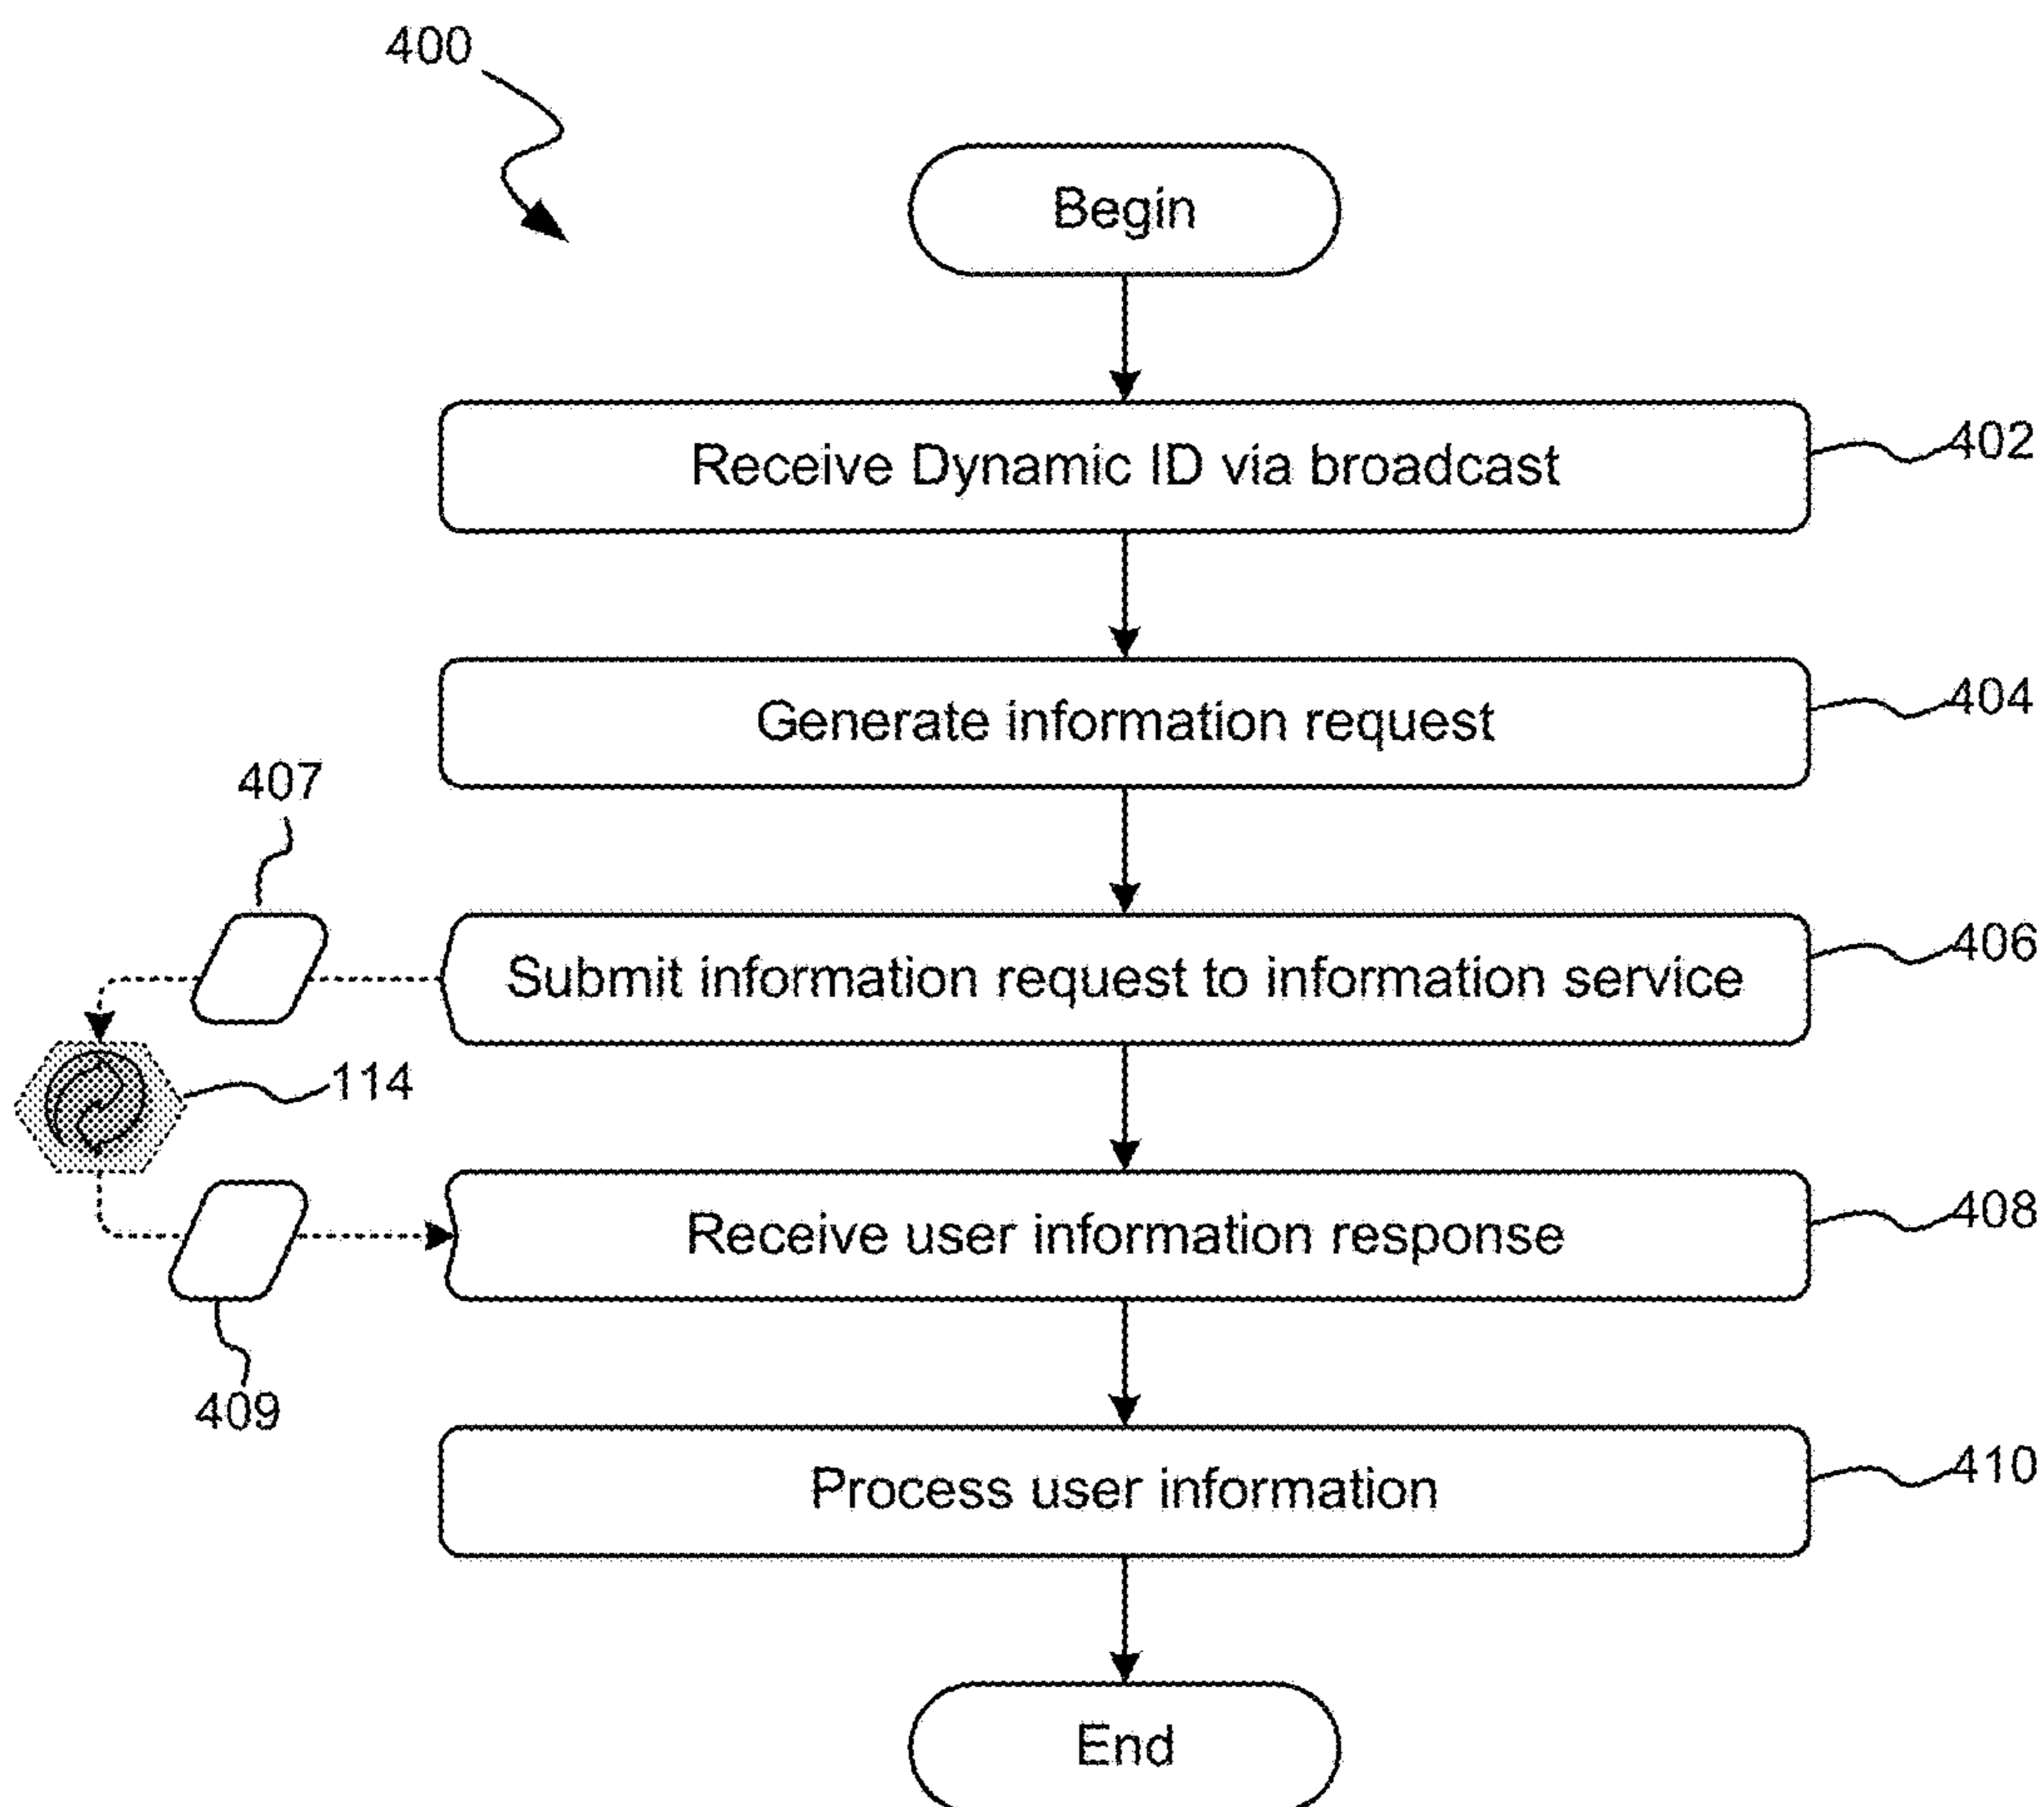 400
Begin
Receive Dynamic ID via broadcast
402
Generate information request
404
407
Submit information request to information service
406
114
Receive user information response
408
409
Process user information
410
End